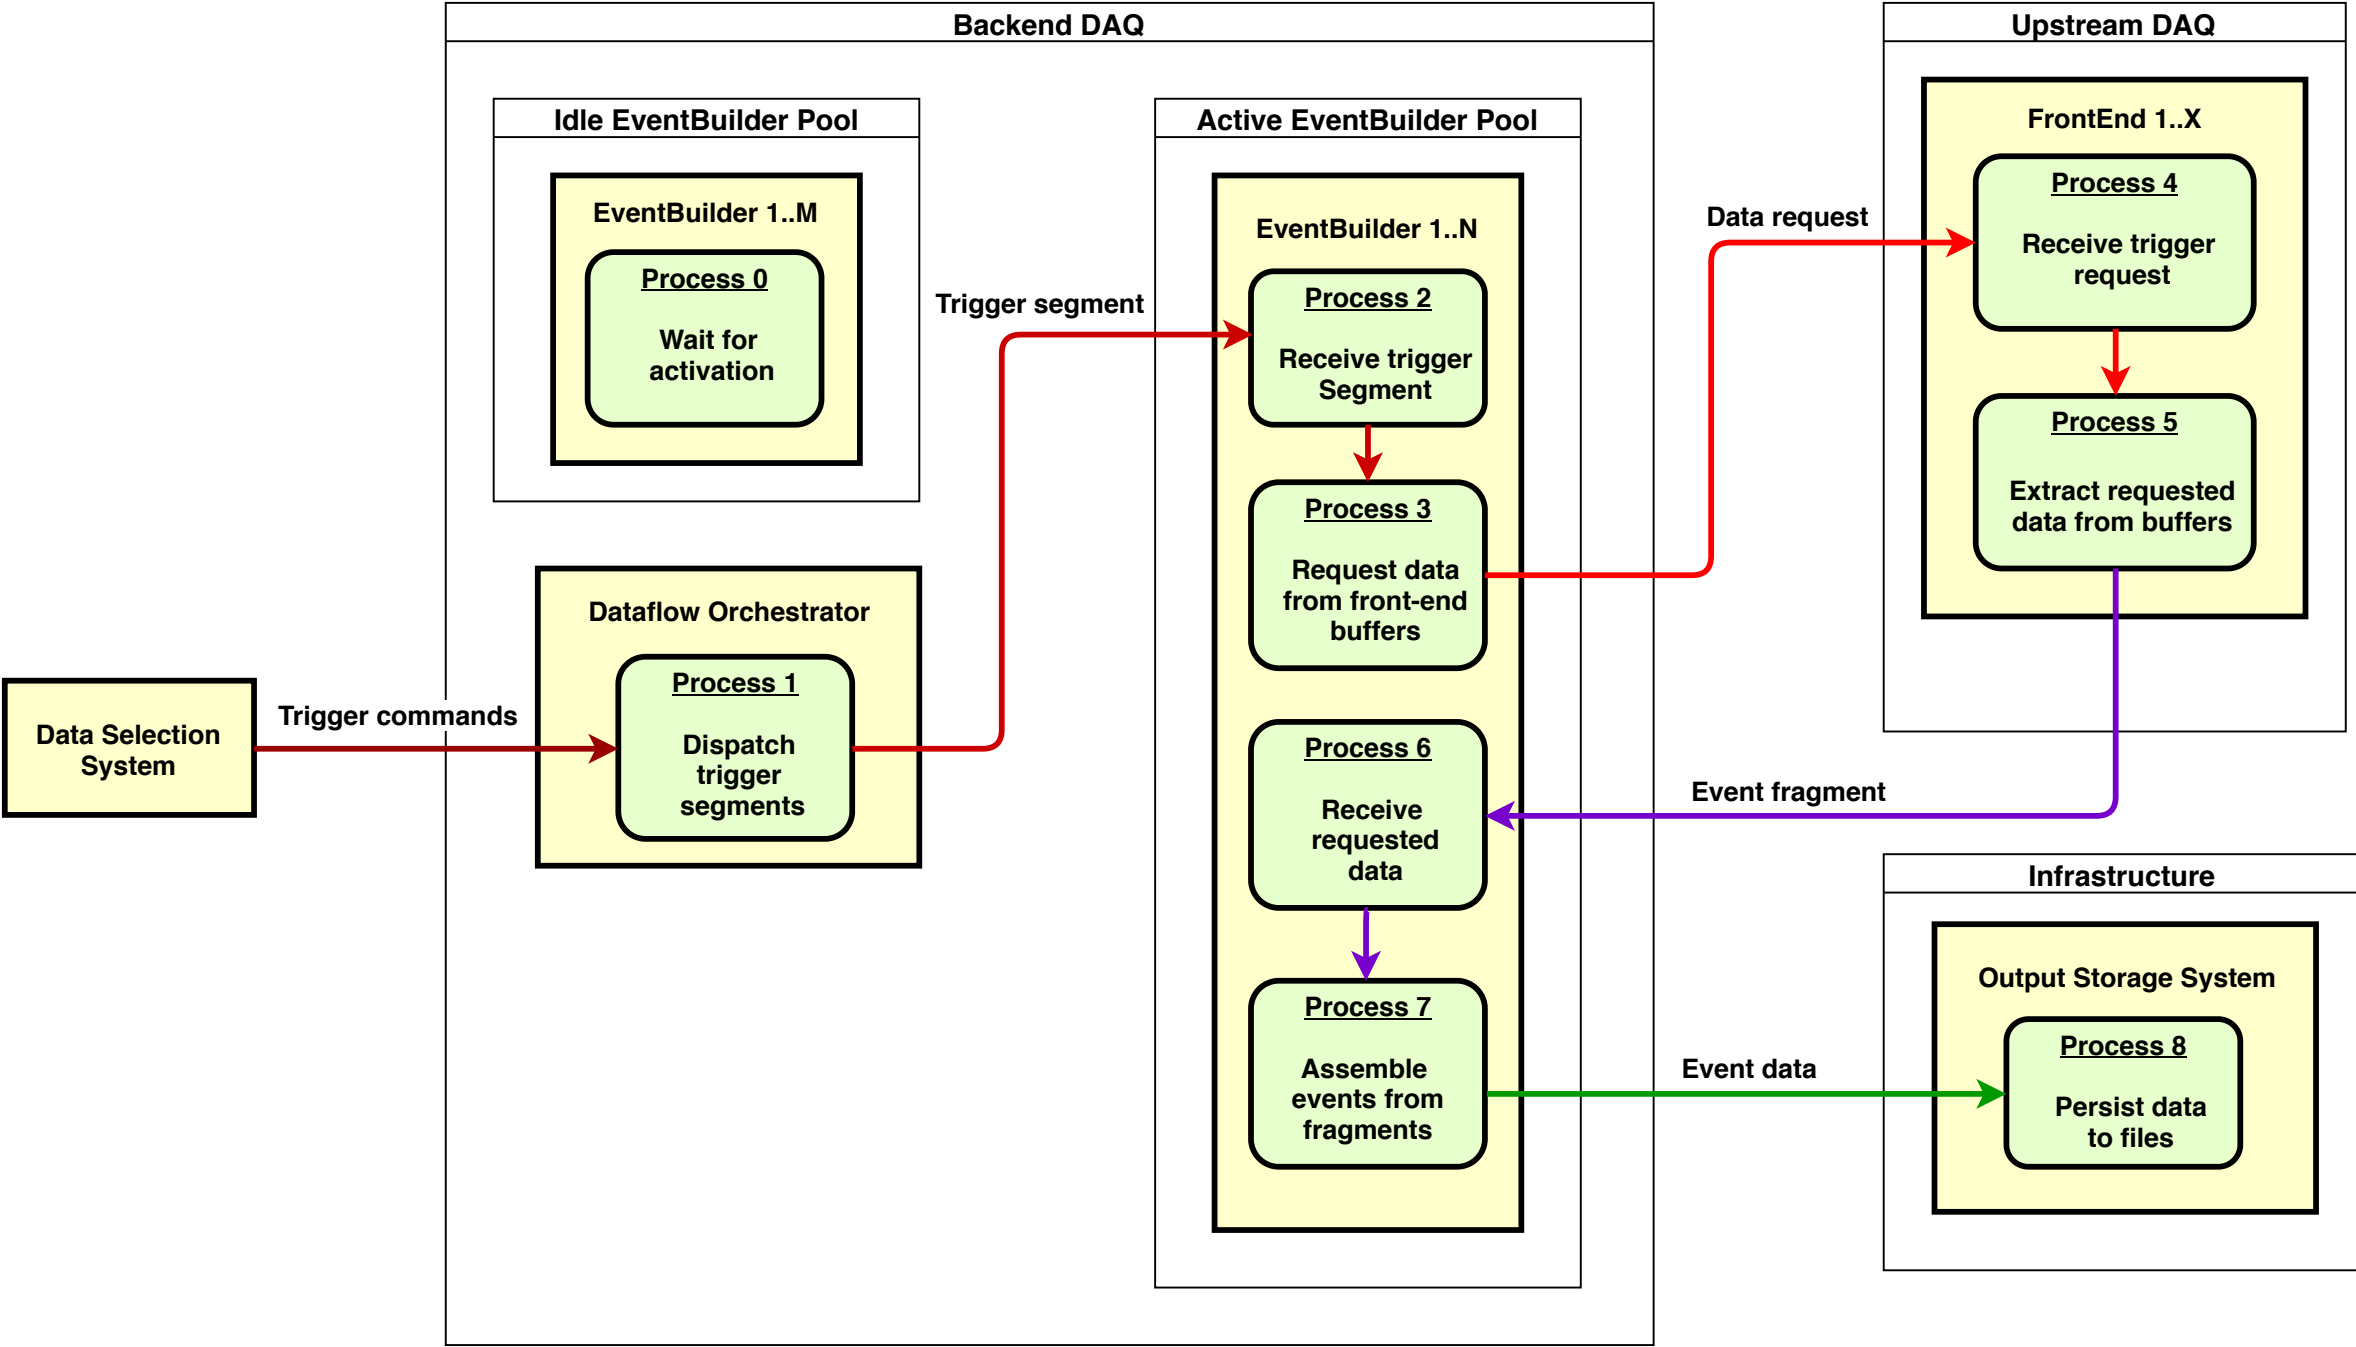 Backend DAQ
Idle EventBuilder Pool
EventBuilder 1..M
Process 0
Wait for
activation
Dataflow Orchestrator
Process 1
Dispatch
trigger
segments
Data Selection
System
Trigger commands
Trigger segment
Active EventBuilder Pool
EventBuilder 1..N
Process 2
Receive trigger
Segment
Process 3
Request data
from front-end
buffers
Process 6
Receive
requested
data
Process 7
Assemble
events from
fragments
Data request
Event fragment
Event data
Upstream DAQ
FrontEnd 1..X
Process 4
Receive trigger
request
Process 5
Extract requested
data from buffers
Infrastructure
Output Storage System
Process 8
Persist data
to files